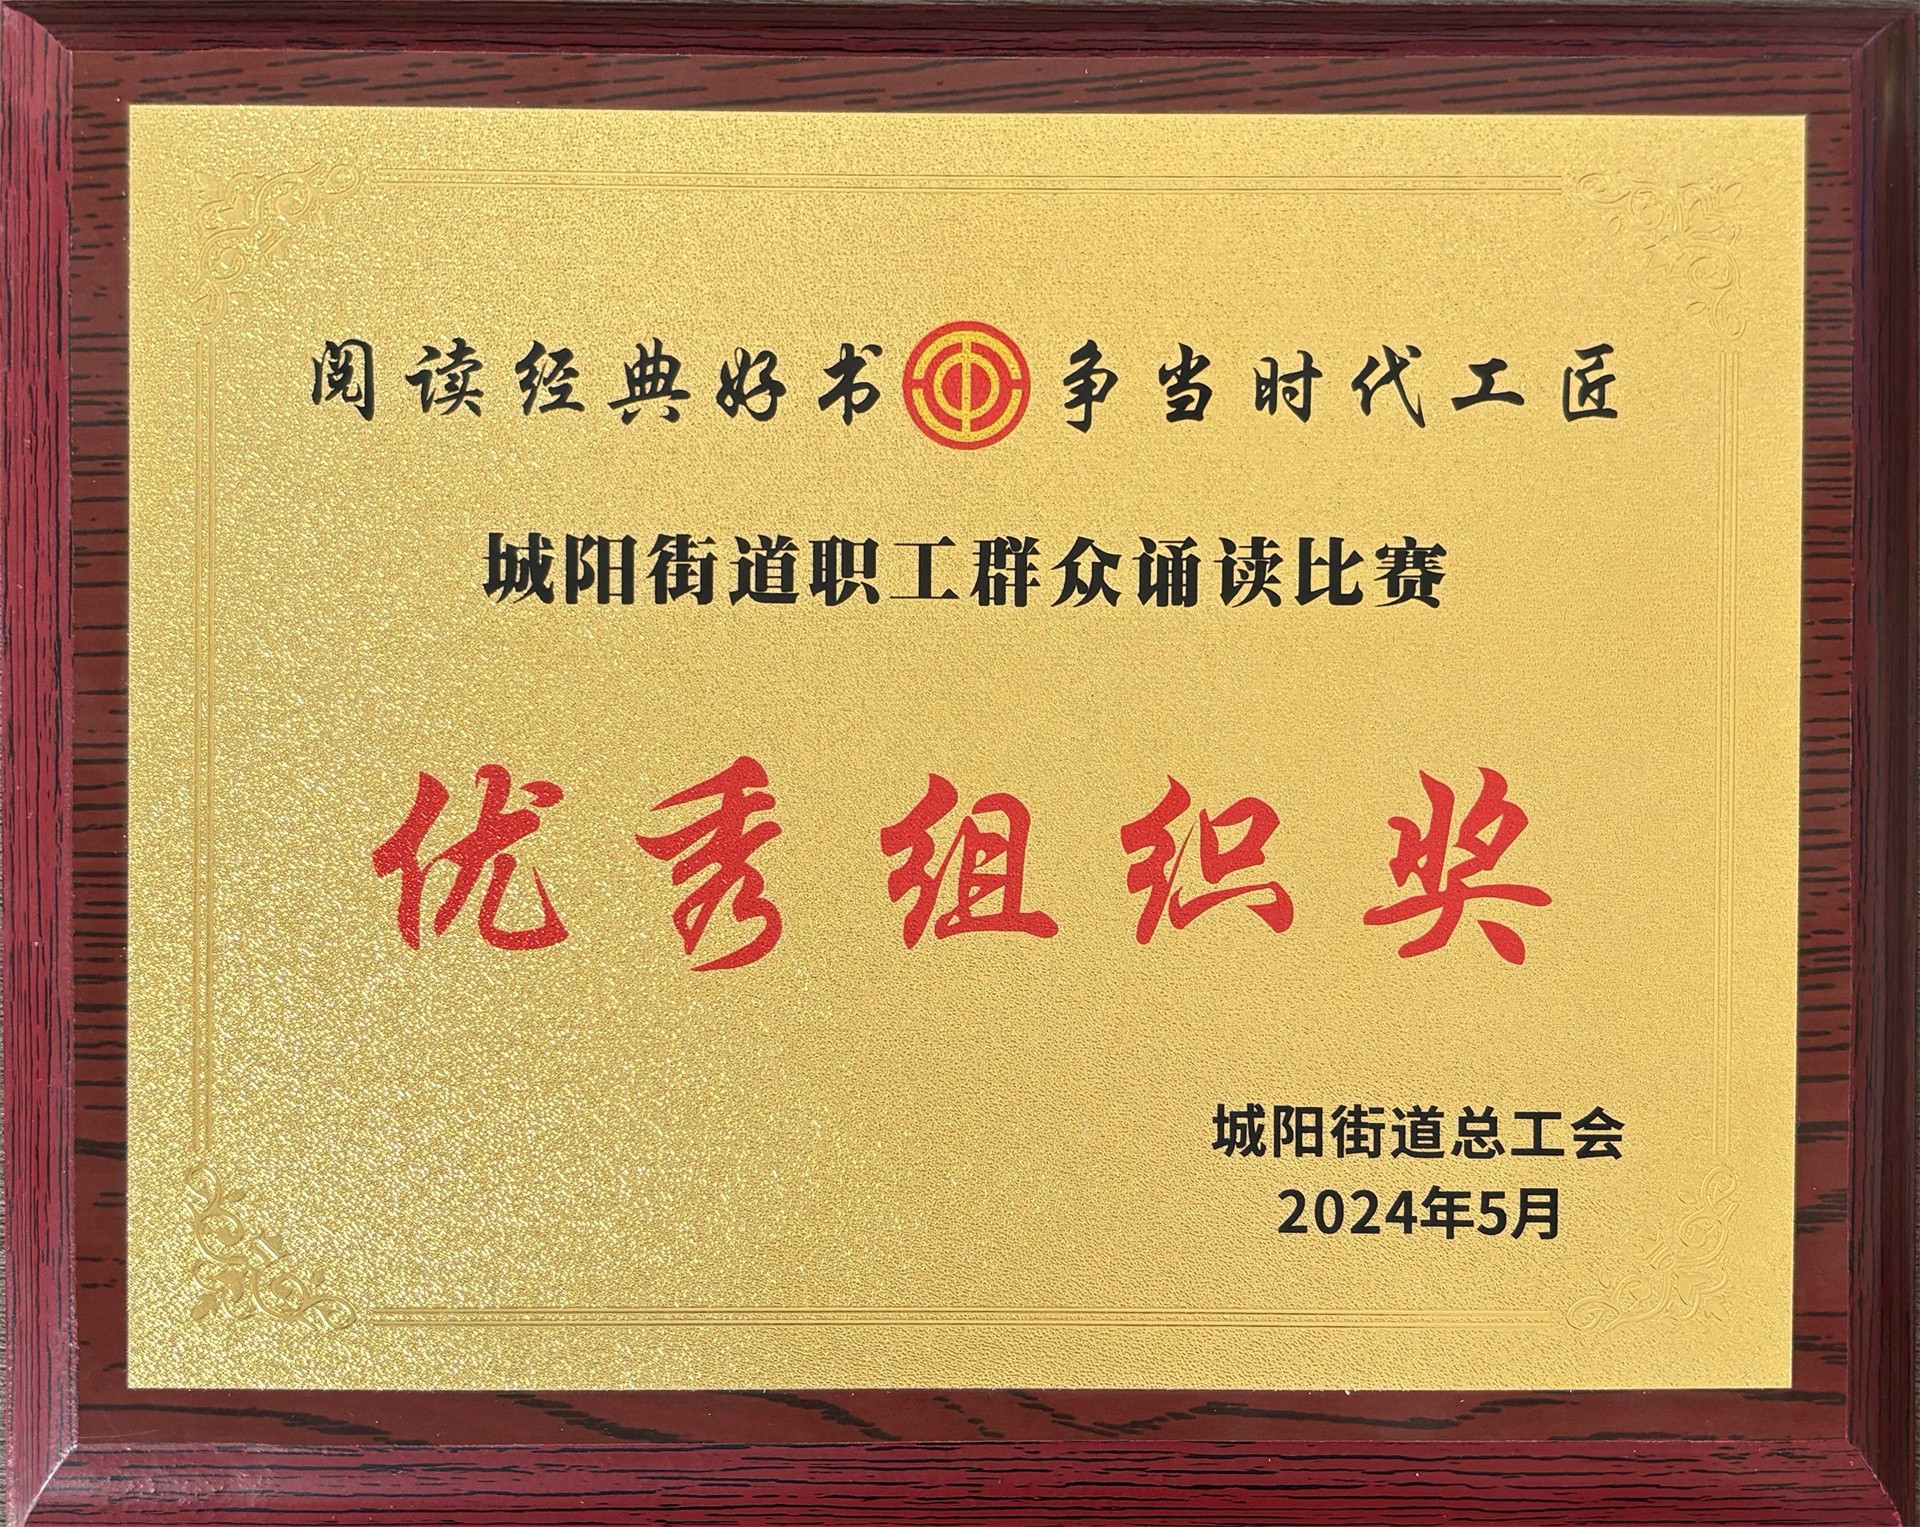 阅读经典好书 争当时代工匠
城阳街道职工群众诵读比赛
优秀组织奖
城阳街道总工会
2024年5月